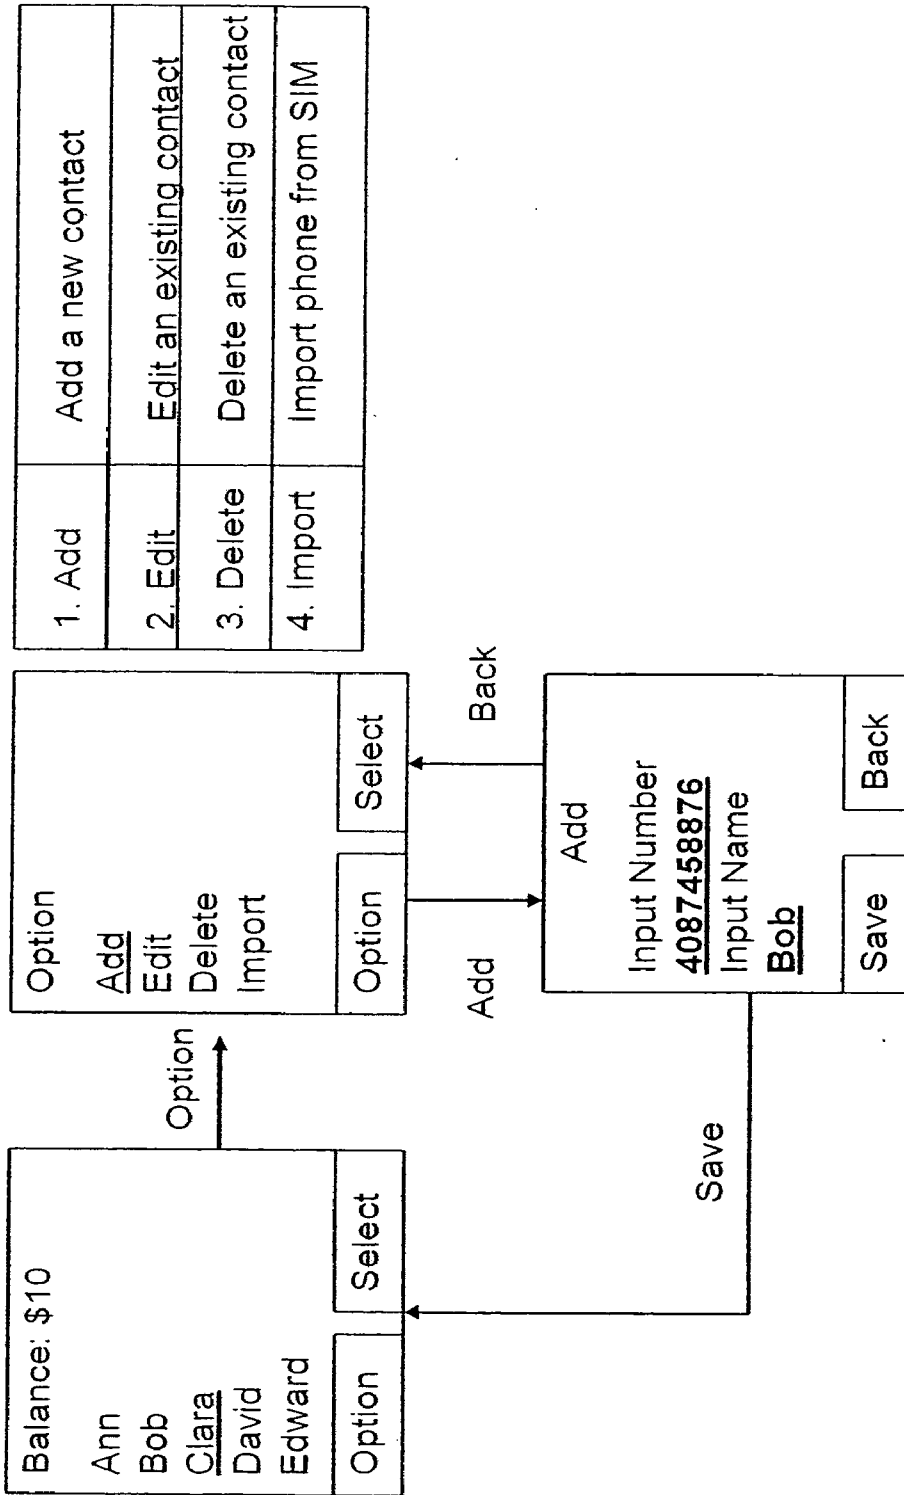 Balance: $10
Ann
Bob
Clara
David
Edward
Option Select
Option
Option
Add
Edit
Delete
Import
Option Select
1. Add Add a new contact
2. Edit Edit an existing contact
3. Delete Delete an existing contact
4. Import Import phone from SIM
Add
Back
Save
Add
Input Number
4087458876
Input Name
Bob
Save Back